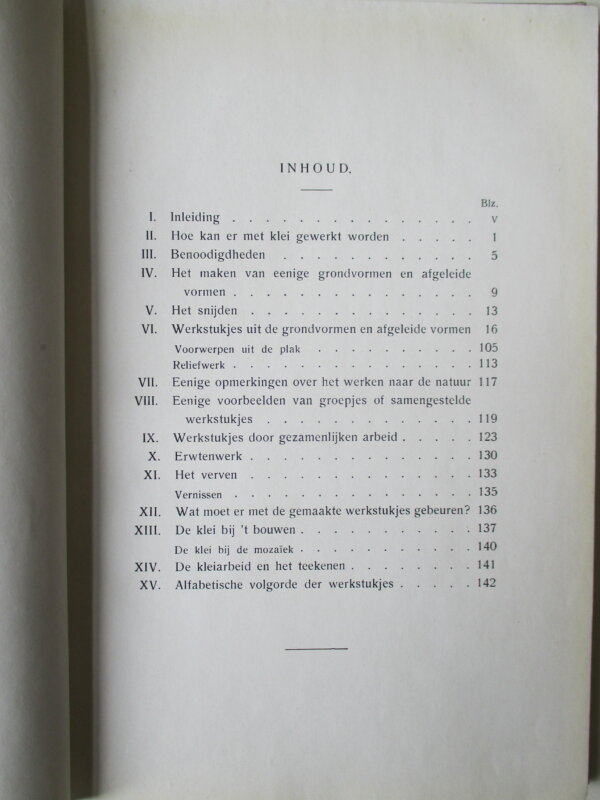 INHOUD.
Blz.
I. Inleiding . . . . . . . . . . . . . . . V
II. Hoe kan er met klei gewerkt worden . . . . . 1
III. Benoodigdheden . . . . . . . . . . . . 5
IV. Het maken van eenige grondvormen en afgeleide
vormen . . . . . . . . . . . . . . . 9
V. Het snijden . . . . . . . . . . . . . 13
VI. Werkstukjes uit de grondvormen en afgeleide vormen 16
Voorwerpen uit de plak . . . . . . . . . . 105
Reliefwerk . . . . . . . . . . . . . . . 113
VII. Eenige opmerkingen over het werken naar de natuur 117
VIII. Eenige voorbeelden van groepjes of samengestelde
werkstukjes . . . . . . . . . . . . . 119
IX. Werkstukjes door gezamenlijken arbeid . . . . . 123
X. Erwtenwerk . . . . . . . . . . . . . . 130
XI. Het verven . . . . . . . . . . . . . . 133
Vernissen . . . . . . . . . . . . . . . 135
XII. Wat moet er met de gemaakte werkstukjes gebeuren? 136
XIII. De klei bij 't bouwen . . . . . . . . . . . 137
De klei bij de mozaïek . . . . . . . . . . . 140
XIV. De kleiarbeid en het teekenen . . . . . . . . 141
XV. Alfabetische volgorde der werkstukjes . . . . . 142